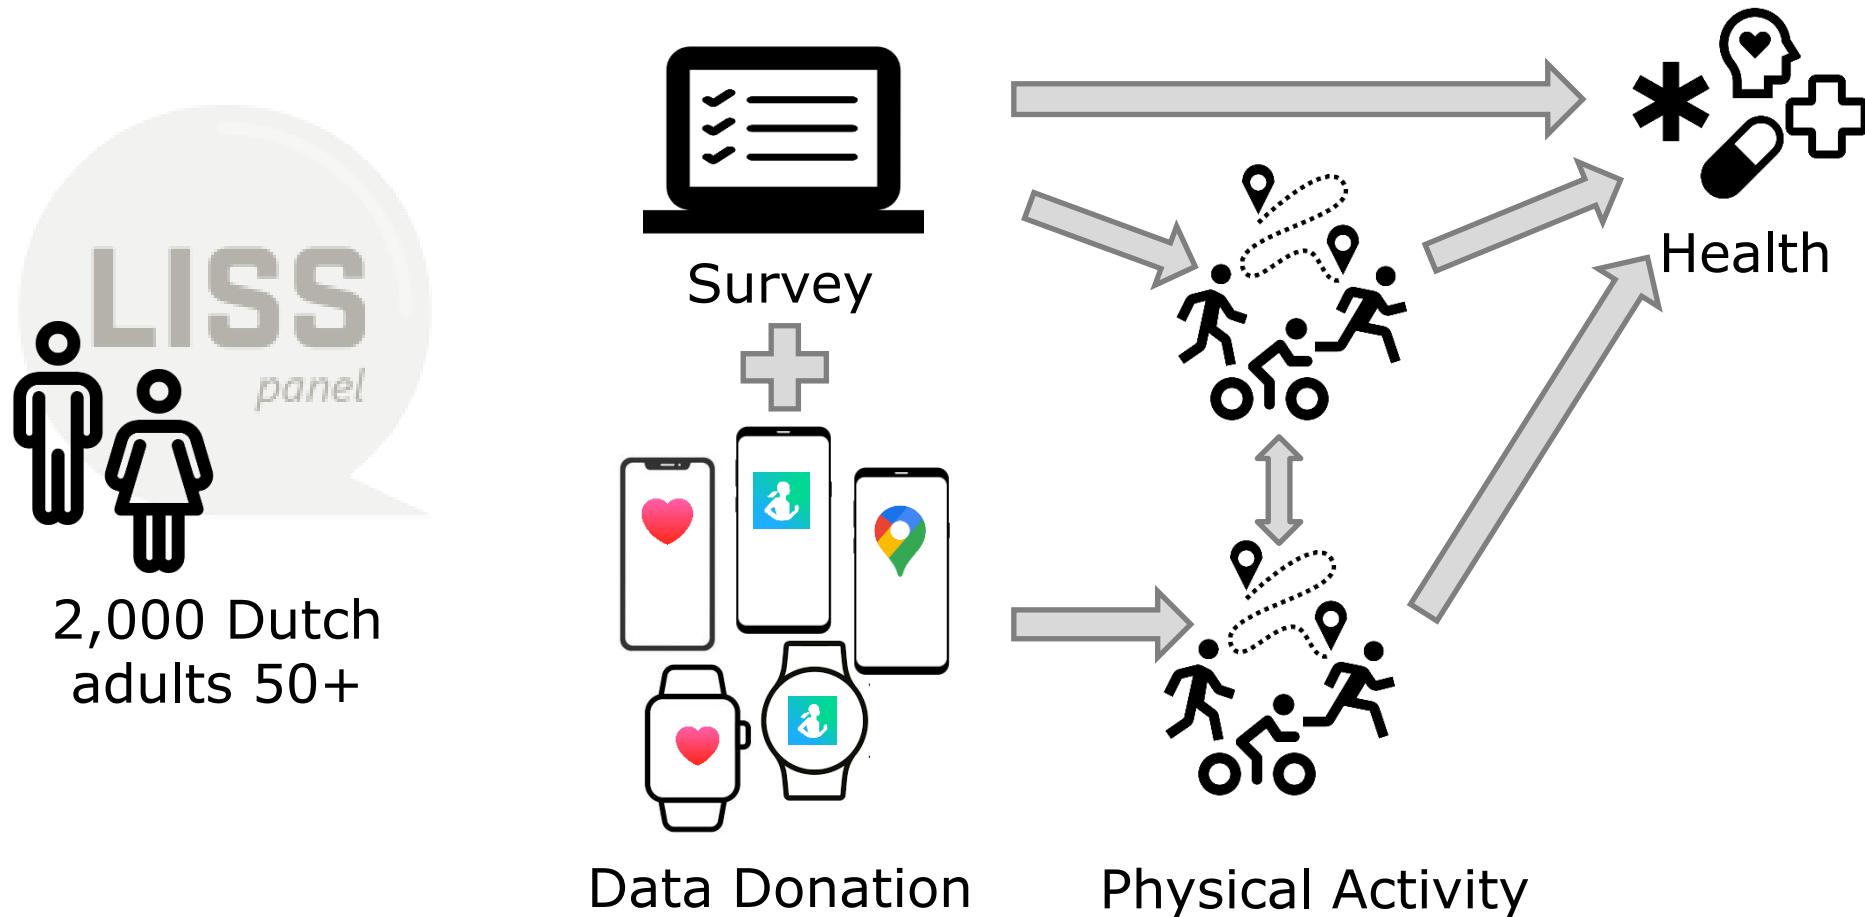 LISS
panel
2,000 Dutch
adults 50+
Survey
Data Donation
Physical Activity
Health